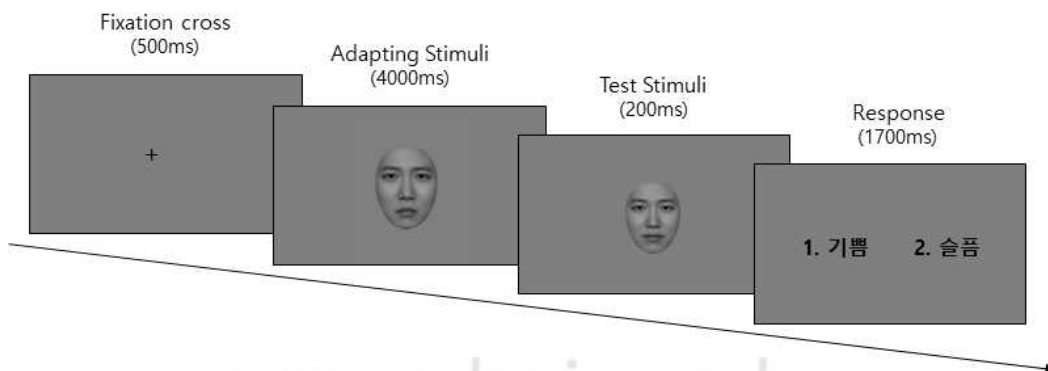 Fixation cross
(500ms)
Adapting Stimuli
(4000ms)
Test Stimuli
(200ms)
Response
(1700ms)
+
1. 기쁨 2. 슬픔